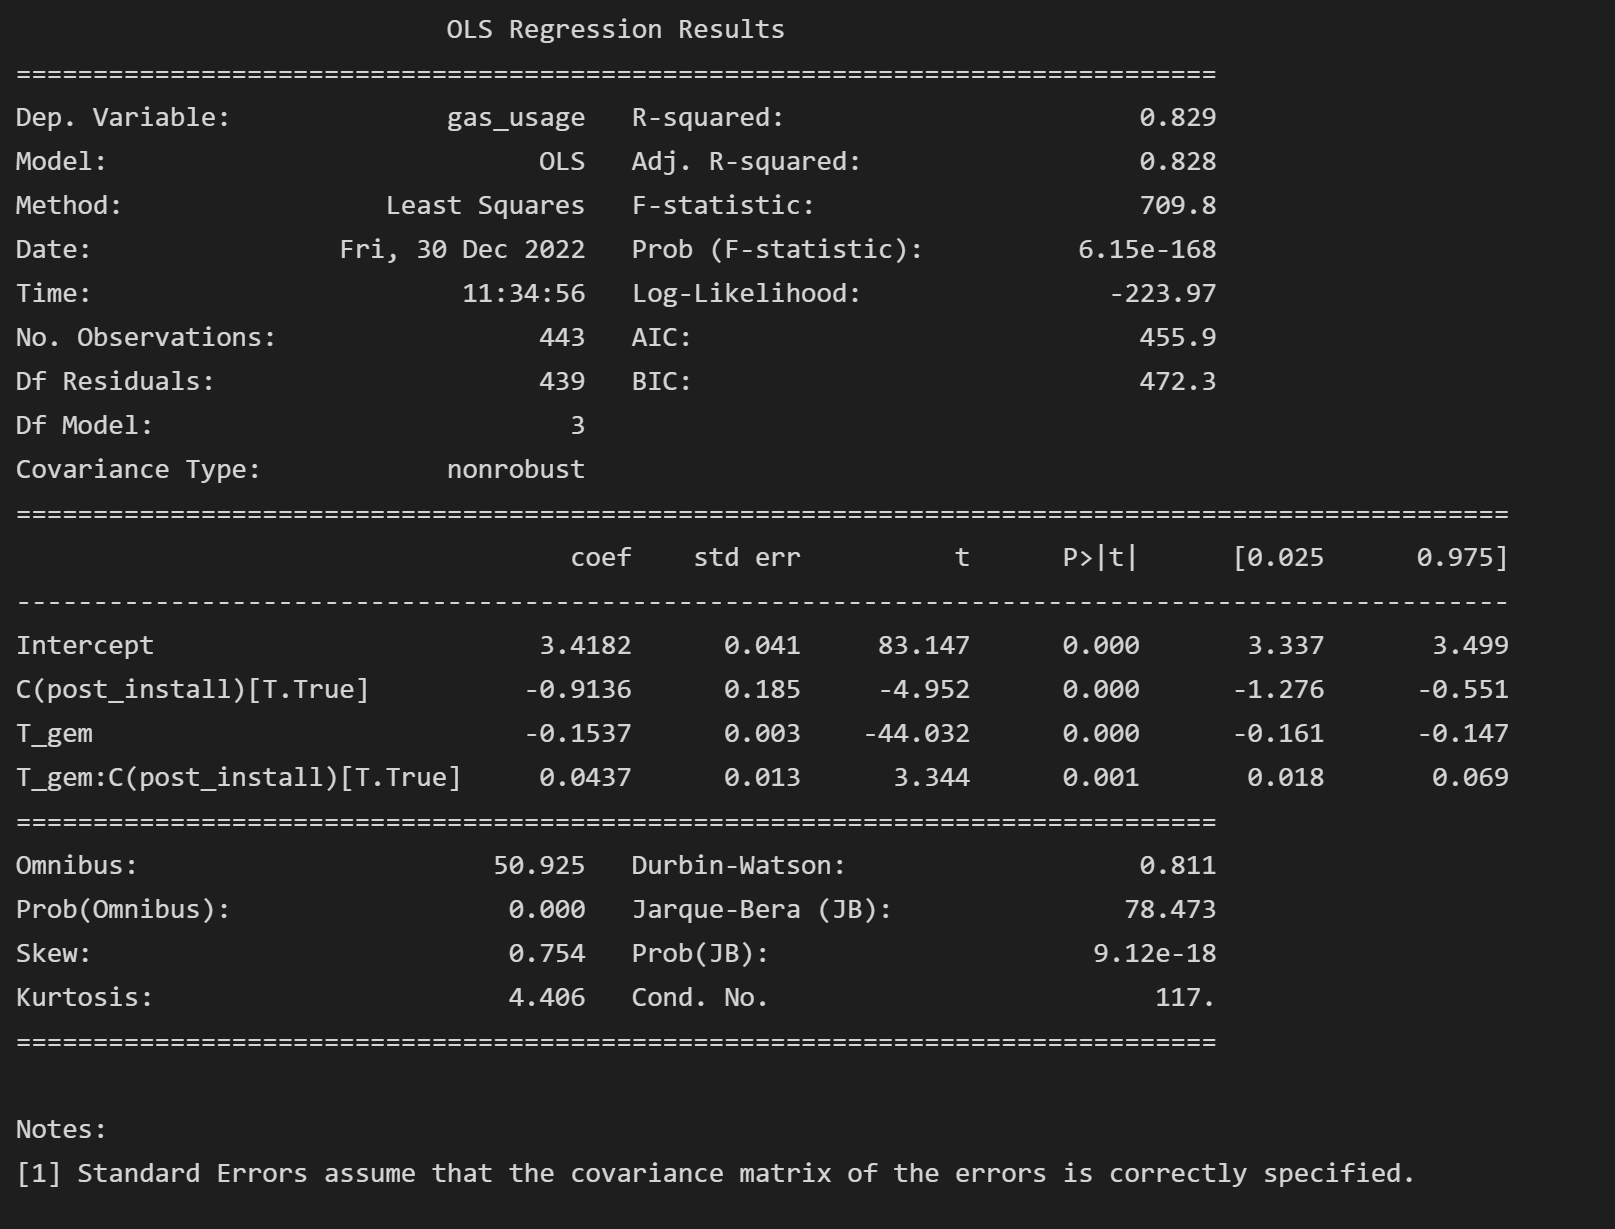 OLS Regression Results
==============================================================================
Dep. Variable: gas_usage R-squared: 0.829
Model: OLS Adj. R-squared: 0.828
Method: Least Squares F-statistic: 709.8
Date: Fri, 30 Dec 2022 Prob (F-statistic): 6.15e-168
Time: 11:34:56 Log-Likelihood: -223.97
No. Observations: 443 AIC: 455.9
Df Residuals: 439 BIC: 472.3
Df Model: 3
Covariance Type: nonrobust
=================================================================================================
coef std err t P>|t| [0.025 0.975]
-------------------------------------------------------------------------------------------------
Intercept 3.4182 0.041 83.147 0.000 3.337 3.499
C(post_install)[T.True] -0.9136 0.185 -4.952 0.000 -1.276 -0.551
T_gem -0.1537 0.003 -44.032 0.000 -0.161 -0.147
T_gem:C(post_install)[T.True] 0.0437 0.013 3.344 0.001 0.018 0.069
==============================================================================
Omnibus: 50.925 Durbin-Watson: 0.811
Prob(Omnibus): 0.000 Jarque-Bera (JB): 78.473
Skew: 0.754 Prob(JB): 9.12e-18
Kurtosis: 4.406 Cond. No. 117.
==============================================================================
Notes:
[1] Standard Errors assume that the covariance matrix of the errors is correctly specified.